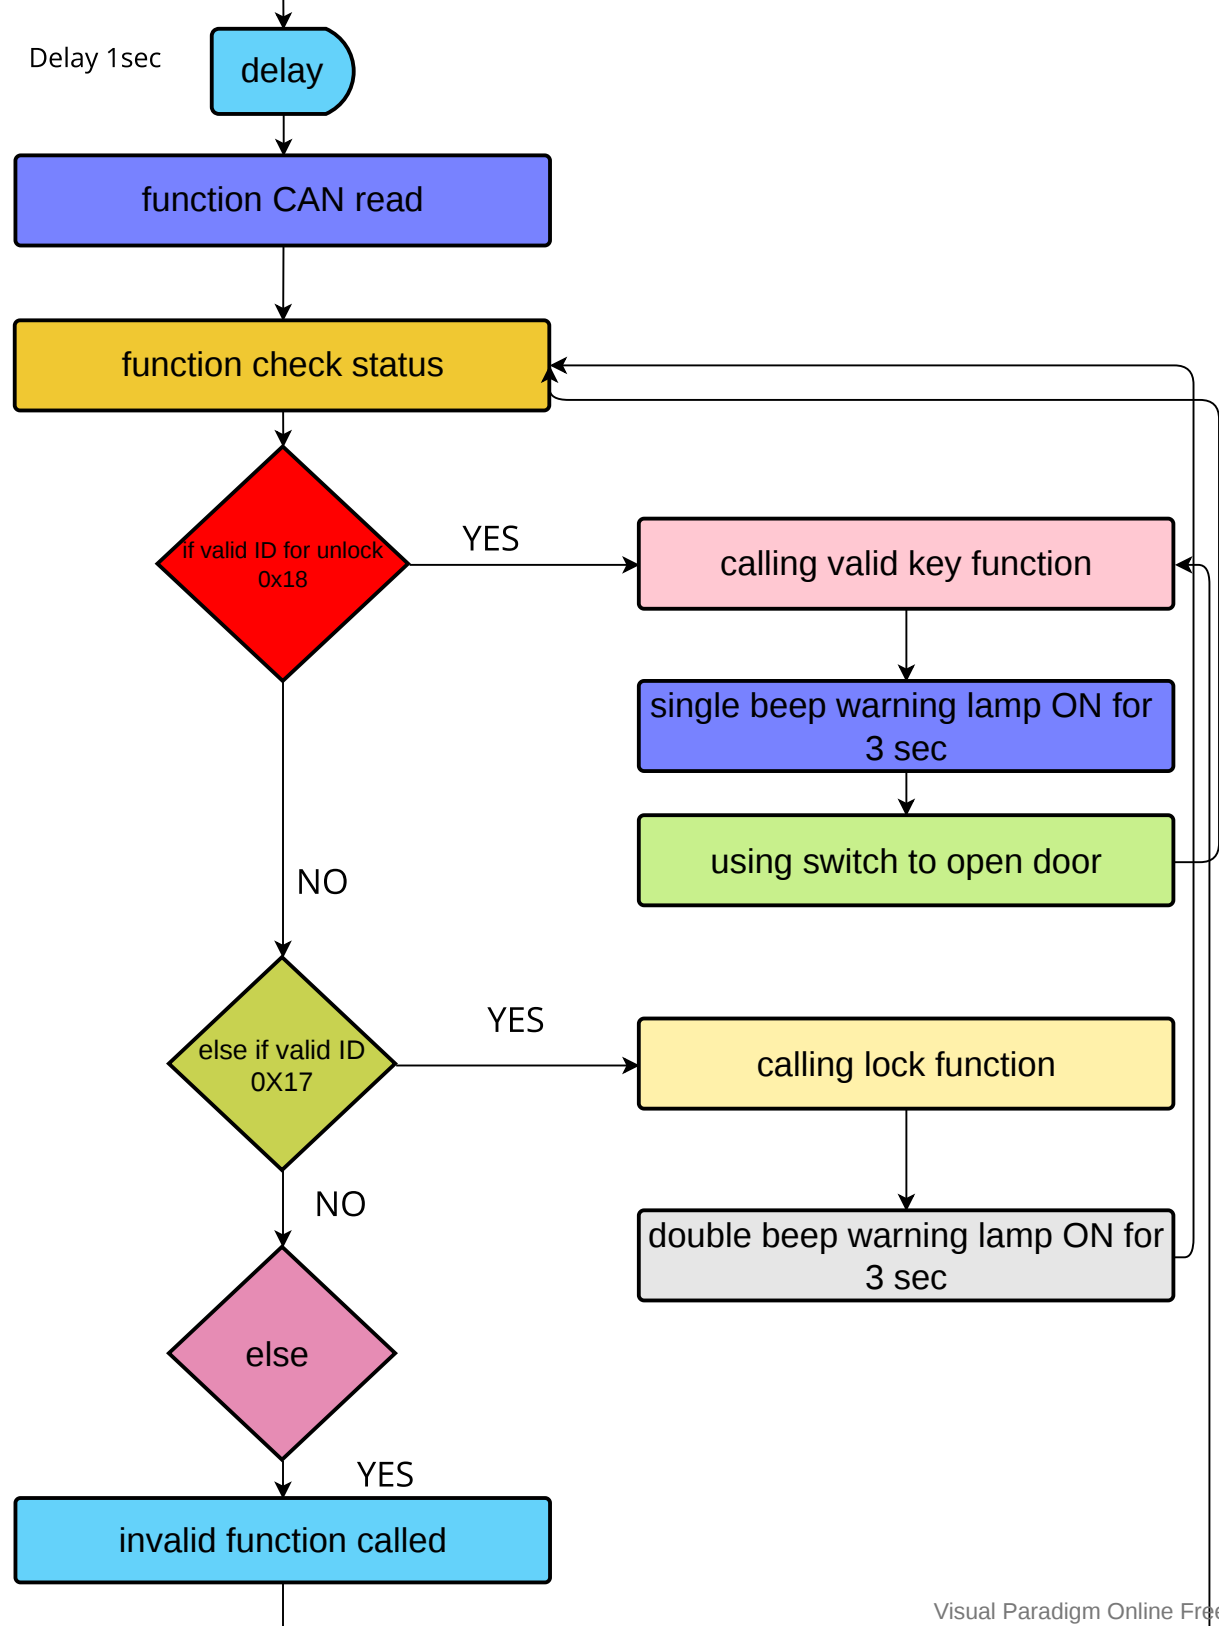 Delay 1sec
delay
function CAN read
function check status
if valid ID for unlock
0x18
YES
calling valid key function
single beep warning lamp ON for
3 sec
using switch to open door
NO
else if valid ID
0X17
YES
calling lock function
double beep warning lamp ON for
3 sec
NO
else
YES
invalid function called
Visual Paradigm Online Free